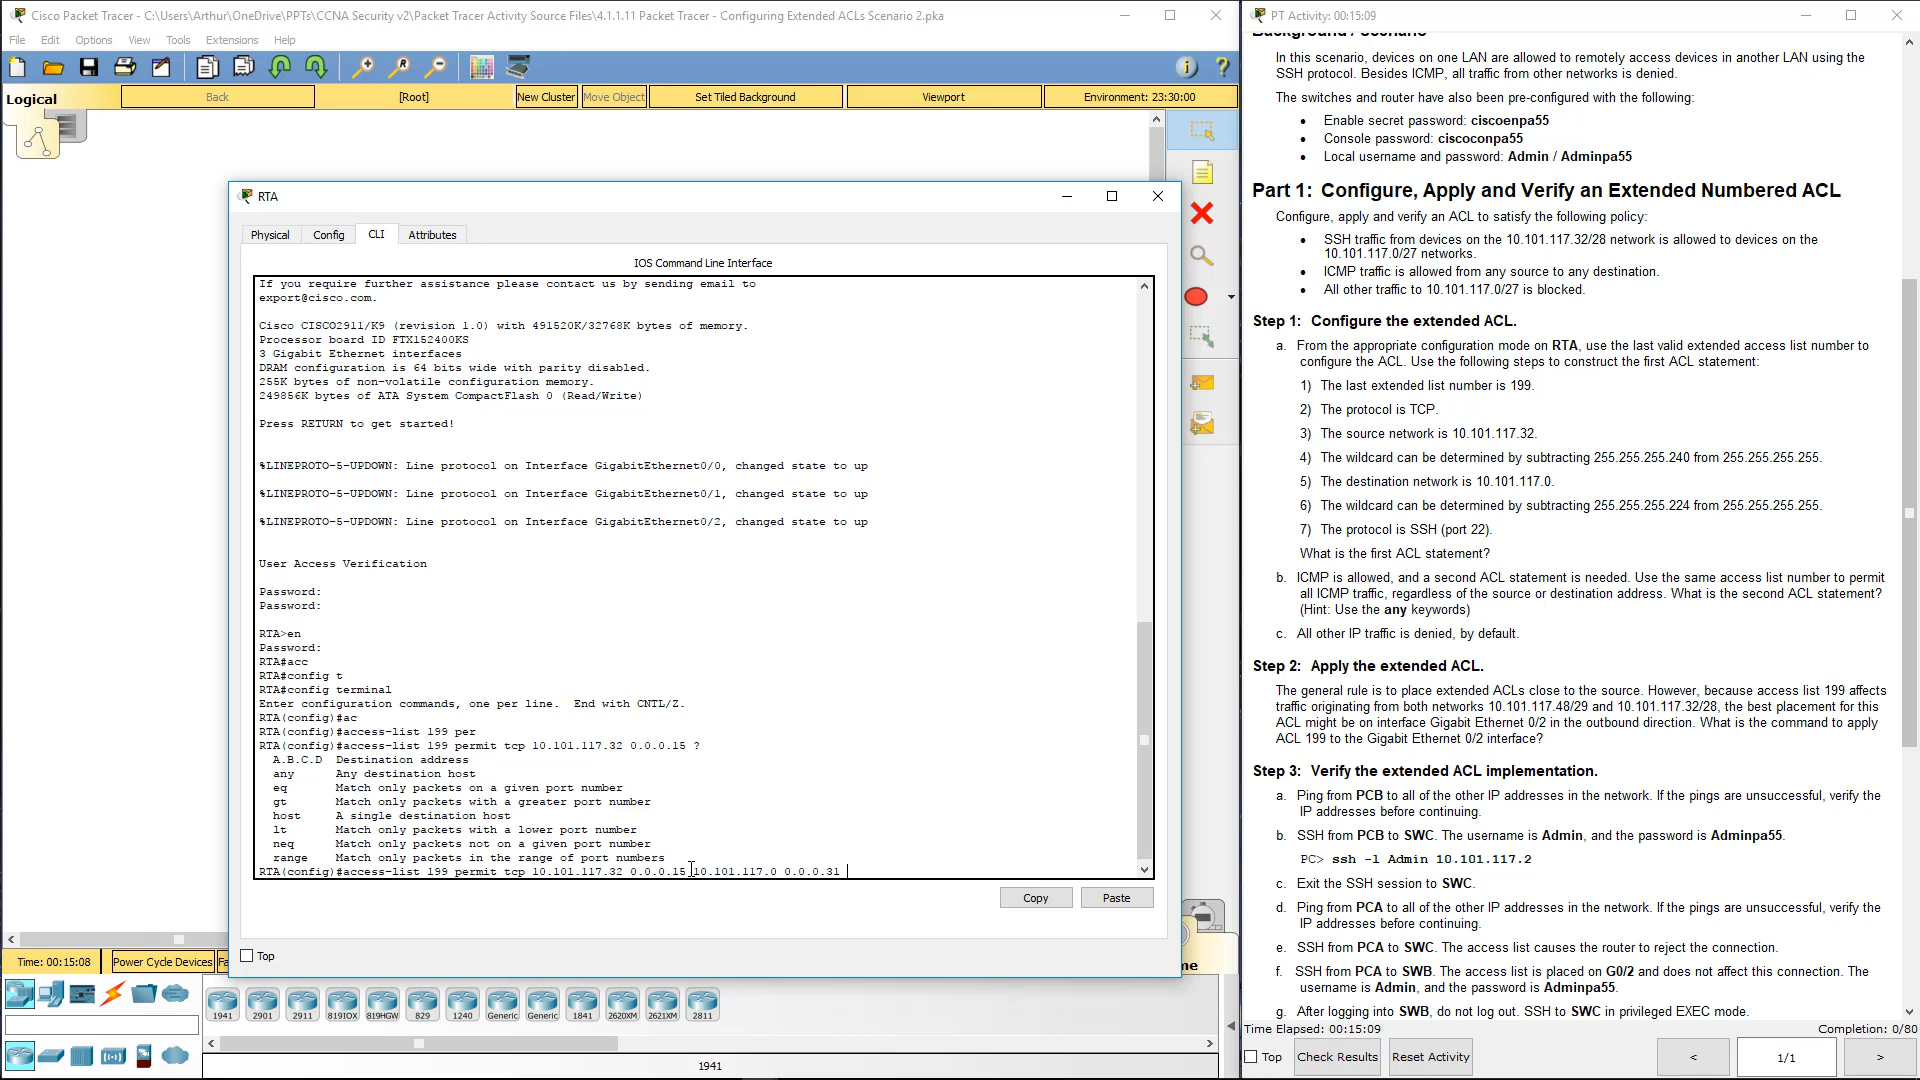 Cisco Packet Tracer - C:\Users\Arthur\OneDrive\PPTs\CCNA Security v2\Packet Tracer Activity Source Files\4.1.1.11 Packet Tracer - Configuring Extended ACLs Scenario 2.pka
File Edit Options View Tools Extensions Help
Logical
Back
[Root]
New Cluster
Move Object
Set Tiled Background
Viewport
Environment: 23:30:00
RTA
Physical Config CLI Attributes
IOS Command Line Interface
If you require further assistance please contact us by sending email to
export@cisco.com.
Cisco CISCO2911/K9 (revision 1.0) with 491520K/32768K bytes of memory.
Processor board ID FTX152400KS
3 Gigabit Ethernet interfaces
DRAM configuration is 64 bits wide with parity disabled.
255K bytes of non-volatile configuration memory.
249856K bytes of ATA System CompactFlash 0 (Read/Write)
Press RETURN to get started!
%LINEPROTO-5-UPDOWN: Line protocol on Interface GigabitEthernet0/0, changed state to up
%LINEPROTO-5-UPDOWN: Line protocol on Interface GigabitEthernet0/1, changed state to up
%LINEPROTO-5-UPDOWN: Line protocol on Interface GigabitEthernet0/2, changed state to up
User Access Verification
Password:
Password:
RTA>en
Password:
RTA#acc
RTA#config t
RTA#config terminal
Enter configuration commands, one per line. End with CNTL/Z.
RTA(config)#ac
RTA(config)#access-list 199 per
RTA(config)#access-list 199 permit tcp 10.101.117.32 0.0.0.15 ?
A.B.C.D Destination address
any Any destination host
eq Match only packets on a given port number
gt Match only packets with a greater port number
host A single destination host
lt Match only packets with a lower port number
neq Match only packets not on a given port number
range Match only packets in the range of port numbers
RTA(config)#access-list 199 permit tcp 10.101.117.32 0.0.0.15 10.101.117.0 0.0.0.31
Copy
Paste
Top
Time: 00:15:08
Power Cycle Devices
Fa
me
1941 2901 2911 819IOX 819HGW 829 1240 Generic Generic 1841 2620XM 2621XM 2811
1941
PT Activity: 00:15:09
Background / Scenario
In this scenario, devices on one LAN are allowed to remotely access devices in another LAN using the
SSH protocol. Besides ICMP, all traffic from other networks is denied.
The switches and router have also been pre-configured with the following:
• Enable secret password: ciscoenpa55
• Console password: ciscoconpa55
• Local username and password: Admin / Adminpa55
Part 1: Configure, Apply and Verify an Extended Numbered ACL
Configure, apply and verify an ACL to satisfy the following policy:
• SSH traffic from devices on the 10.101.117.32/28 network is allowed to devices on the
10.101.117.0/27 networks.
• ICMP traffic is allowed from any source to any destination.
• All other traffic to 10.101.117.0/27 is blocked.
Step 1: Configure the extended ACL.
a. From the appropriate configuration mode on RTA, use the last valid extended access list number to
configure the ACL. Use the following steps to construct the first ACL statement:
1) The last extended list number is 199.
2) The protocol is TCP.
3) The source network is 10.101.117.32.
4) The wildcard can be determined by subtracting 255.255.255.240 from 255.255.255.255.
5) The destination network is 10.101.117.0.
6) The wildcard can be determined by subtracting 255.255.255.224 from 255.255.255.255.
7) The protocol is SSH (port 22).
What is the first ACL statement?
b. ICMP is allowed, and a second ACL statement is needed. Use the same access list number to permit
all ICMP traffic, regardless of the source or destination address. What is the second ACL statement?
(Hint: Use the any keywords)
c. All other IP traffic is denied, by default.
Step 2: Apply the extended ACL.
The general rule is to place extended ACLs close to the source. However, because access list 199 affects
traffic originating from both networks 10.101.117.48/29 and 10.101.117.32/28, the best placement for this
ACL might be on interface Gigabit Ethernet 0/2 in the outbound direction. What is the command to apply
ACL 199 to the Gigabit Ethernet 0/2 interface?
Step 3: Verify the extended ACL implementation.
a. Ping from PCB to all of the other IP addresses in the network. If the pings are unsuccessful, verify the
IP addresses before continuing.
b. SSH from PCB to SWC. The username is Admin, and the password is Adminpa55.
PC> ssh -l Admin 10.101.117.2
c. Exit the SSH session to SWC.
d. Ping from PCA to all of the other IP addresses in the network. If the pings are unsuccessful, verify the
IP addresses before continuing.
e. SSH from PCA to SWC. The access list causes the router to reject the connection.
f. SSH from PCA to SWB. The access list is placed on G0/2 and does not affect this connection. The
username is Admin, and the password is Adminpa55.
g. After logging into SWB, do not log out. SSH to SWC in privileged EXEC mode.
Time Elapsed: 00:15:09
Completion: 0/80
Top
Check Results
Reset Activity
<
1/1
>